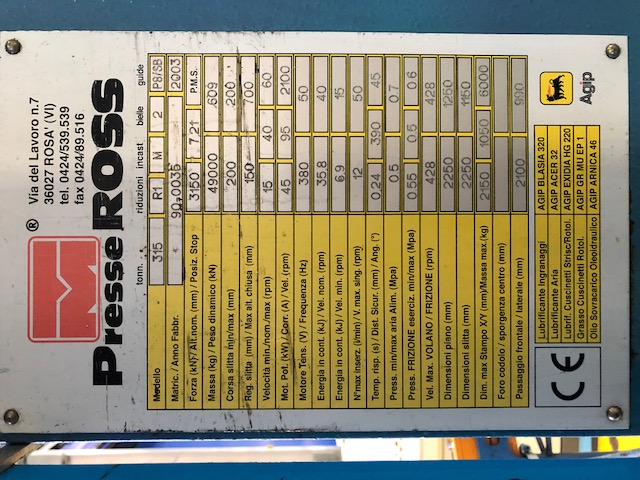 PresseROSS ®
Via del Lavoro n.7
36027 ROSA' (VI)
tel. 0424/539.539
fax 0424/89.516
tonn. riduzioni incast bielle guide
Modello 315 R1 M 2 P8/SB
Matric. / Anno Fabbr. 90.0035 2003
Forza (kN)/ Alt.nom. (mm) / Posiz. Stop 3150 7.21 P.M.S.
Massa (kg) / Peso dinamico (kN) 49000 609
Corsa slitta min/max (mm) 200 200
Reg. slitta (mm) / Max alt. chiusa (mm) 150 700
Velocità min./nom./max (rpm) 15 40 60
Mot. Pot. (kW) / Corr. (A) / Vel. (rpm) 45 95 2100
Motore Tens. (V) / Frequenza (Hz) 380 50
Energia in cont. (kJ) / Vel. nom. (rpm) 35.8 40
Energia in cont. (kJ) / Vel. min. (rpm) 6.9 15
N°max inserz. (I/min) / V. max sing. (rpm) 12 50
Temp. risp. (s) / Dist. Sicur. (mm) / Ang. (°) 0.24 390 45
Press. min/max aria Alim. (Mpa) 0.5 0.7
Press. FRIZIONE eserciz. min/max (Mpa) 0.55 0.55 0.6
Vel. Max. VOLANO / FRIZIONE (rpm) 428 428
Dimensioni piano (mm) 2250 1250
Dimensioni slitta (mm) 2250 1150
Dim. max Stampo X/Y (mm)/Massa max.(kg) 2150 1050 6000
Foro codolo / sporgenza centro (mm)
Passaggio frontale / laterale (mm) 2100 990
CE
Lubrificante Ingranaggi AGIP BLASIA 320
Lubrificante Aria AGIP ACER 32
Lubrif. Cuscinetti Strisc/Rotol. AGIP EXIDIA HG 220
Grasso Cuscinetti Rotol. AGIP GR MU EP 1
Olio Sovracarico Oleoidraulico AGIP ARNICA 46
Agip